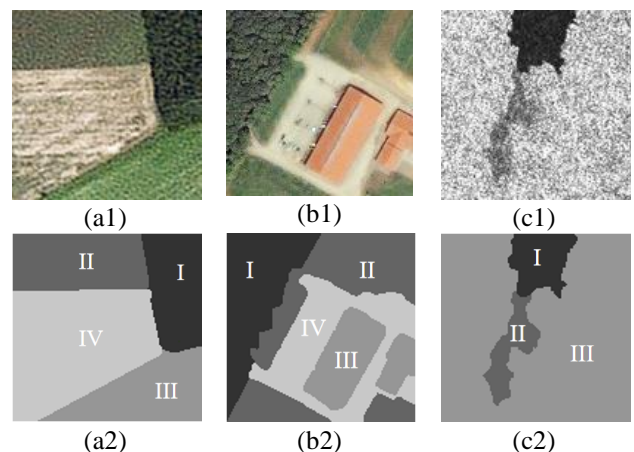 (a1) (b1) (c1)
II I I II I
IV IV II III
III III
(a2) (b2) (c2)